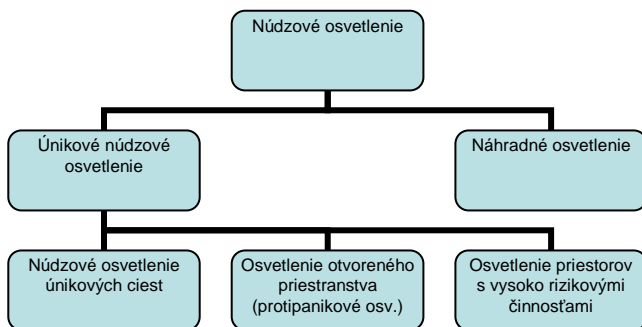 Núdzové osvetlenie
Únikové núdzové
osvetlenie
Náhradné osvetlenie
Núdzové osvetlenie
únikových ciest
Osvetlenie otvoreného
priestranstva
(protipanikové osv.)
Osvetlenie priestorov
s vysoko rizikovými
činnosťami